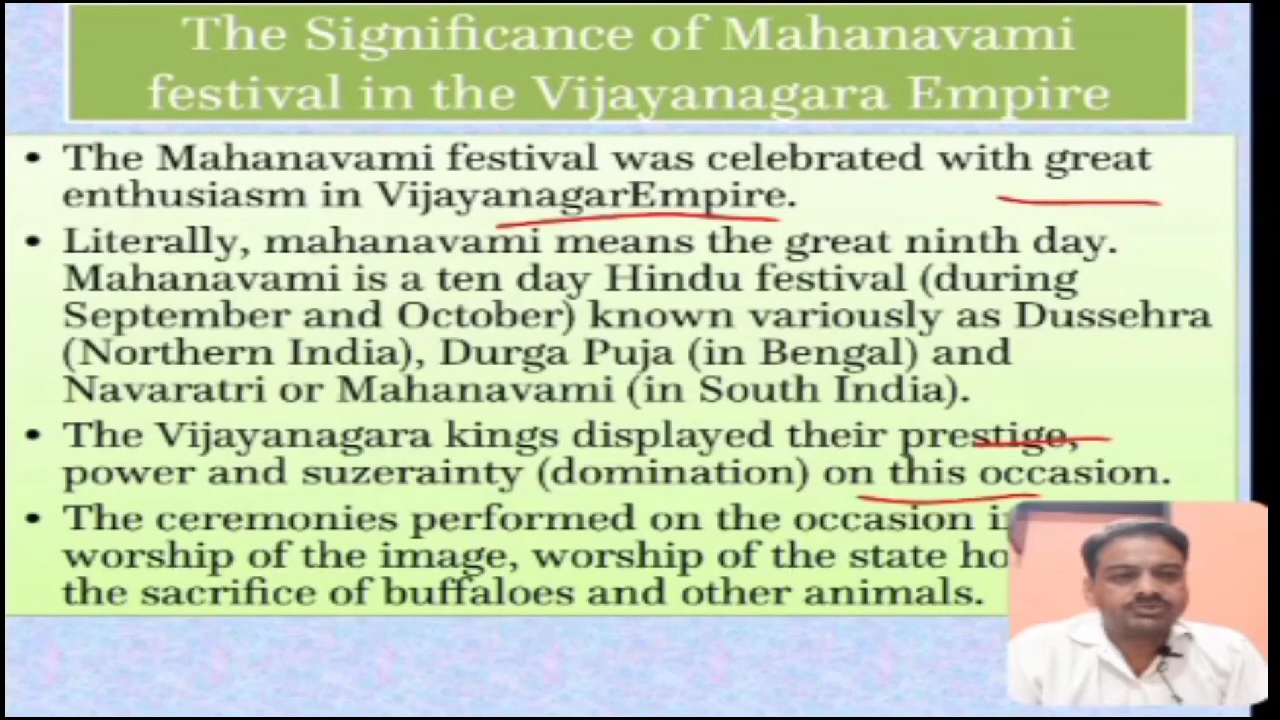 The Significance of Mahanavami
festival in the Vijayanagara Empire
• The Mahanavami festival was celebrated with great
enthusiasm in VijayanagarEmpire.
• Literally, mahanavami means the great ninth day.
Mahanavami is a ten day Hindu festival (during
September and October) known variously as Dussehra
(Northern India), Durga Puja (in Bengal) and
Navaratri or Mahanavami (in South India).
• The Vijayanagara kings displayed their prestige,
power and suzerainty (domination) on this occasion.
• The ceremonies performed on the occasion
worship of the image, worship of the state
the sacrifice of buffaloes and other animals.